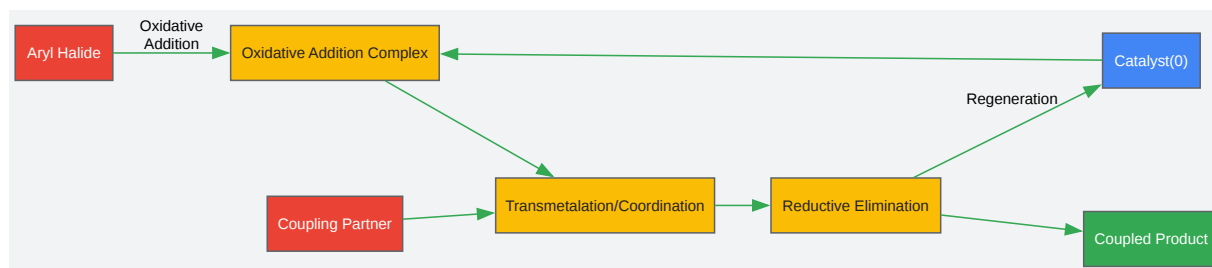 Aryl Halide
Oxidative
Addition
Oxidative Addition Complex
Catalyst(0)
Regeneration
Coupling Partner
Transmetalation/Coordination
Reductive Elimination
Coupled Product